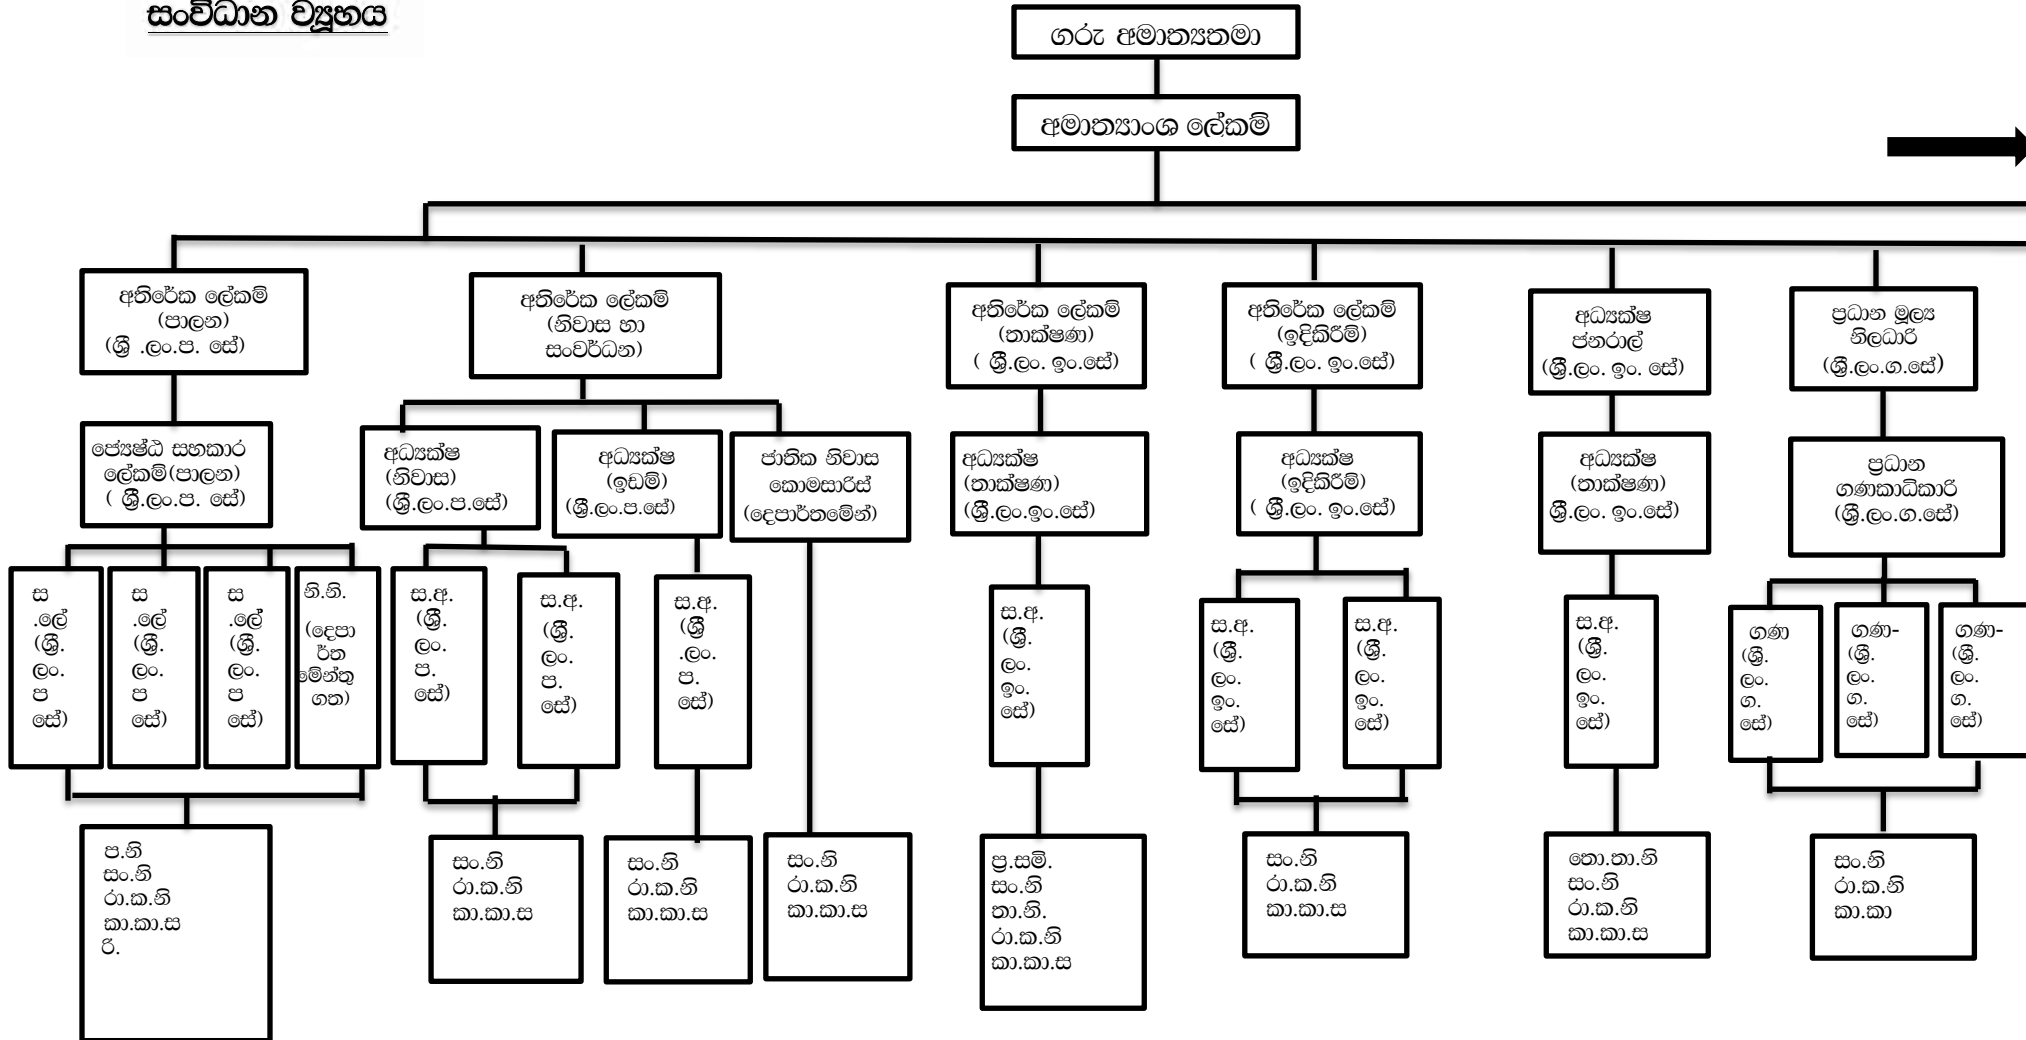 සංවිධාන ව්‍යූහය
ගරු අමාත්‍යතමා
අමාත්‍යාංශ ලේකම්
අතිරේක ලේකම්
(පාලන)
(ශ්‍රී .ලං.ප. සේ)
අතිරේක ලේකම්
(නිවාස හා
සංවර්ධන)
අතිරේක ලේකම්
(තාක්ෂණ)
( ශ්‍රී.ලං. ඉං.සේ)
අතිරේක ලේකම්
(ඉදිකිරීම්)
( ශ්‍රී.ලං. ඉං.සේ)
අධ්‍යක්ෂ
ජනරාල්
(ශ්‍රී.ලං. ඉං. සේ)
ප්‍රධාන මූල්‍ය
නිලධාරි
(ශ්‍රී.ලං.ග.සේ)
ජ්‍යෙෂ්ඨ සහකාර
ලේකම්(පාලන)
( ශ්‍රී.ලං.ප. සේ)
අධ්‍යක්ෂ
(නිවාස)
(ශ්‍රී.ලං.ප.සේ)
අධ්‍යක්ෂ
(ඉඩම්)
(ශ්‍රී.ලං.ප.සේ)
ජාතික නිවාස
කොමසාරිස්
(දෙපාර්තමේන්)
අධ්‍යක්ෂ
(තාක්ෂණ)
(ශ්‍රී.ලං.ඉං.සේ)
අධ්‍යක්ෂ
(ඉදිකිරීම්)
( ශ්‍රී.ලං. ඉං.සේ)
අධ්‍යක්ෂ
(තාක්ෂණ)
ශ්‍රී.ලං. ඉං.සේ)
ප්‍රධාන
ගණකාධිකාරි
(ශ්‍රී.ලං.ග.සේ)
ස
.ලේ
(ශ්‍රී.
ලං.
ප
සේ)
ස
.ලේ
(ශ්‍රී.
ලං.
ප
සේ)
ස
.ලේ
(ශ්‍රී.
ලං.
ප
සේ)
නි.නි.
(දෙපා
ර්ත
මේන්තු
ගත)
ස.අ.
(ශ්‍රී.
ලං.
ප.
සේ)
ස.අ.
(ශ්‍රී.
ලං.
ප.
සේ)
ස.අ.
(ශ්‍රී
.ලං.
ප.
සේ)
ස.අ.
(ශ්‍රී.
ලං.
ඉං.
සේ)
ස.අ.
(ශ්‍රී.
ලං.
ඉං.
සේ)
ස.අ.
(ශ්‍රී.
ලං.
ඉං.
සේ)
ස.අ.
(ශ්‍රී.
ලං.
ඉං.
සේ)
ගණ
(ශ්‍රී.
ලං.
ග.
සේ)
ගණ-
(ශ්‍රී.
ලං.
ග.
සේ)
ගණ-
(ශ්‍රී.
ලං.
ග.
සේ)
ප.නි
සං.නි
රා.ක.නි
කා.කා.ස
රි.
සං.නි
රා.ක.නි
කා.කා.ස
සං.නි
රා.ක.නි
කා.කා.ස
සං.නි
රා.ක.නි
කා.කා.ස
ප්‍ර.සමි.
සං.නි
තා.නි.
රා.ක.නි
කා.කා.ස
සං.නි
රා.ක.නි
කා.කා.ස
තො.තා.නි
සං.නි
රා.ක.නි
කා.කා.ස
සං.නි
රා.ක.නි
කා.කා